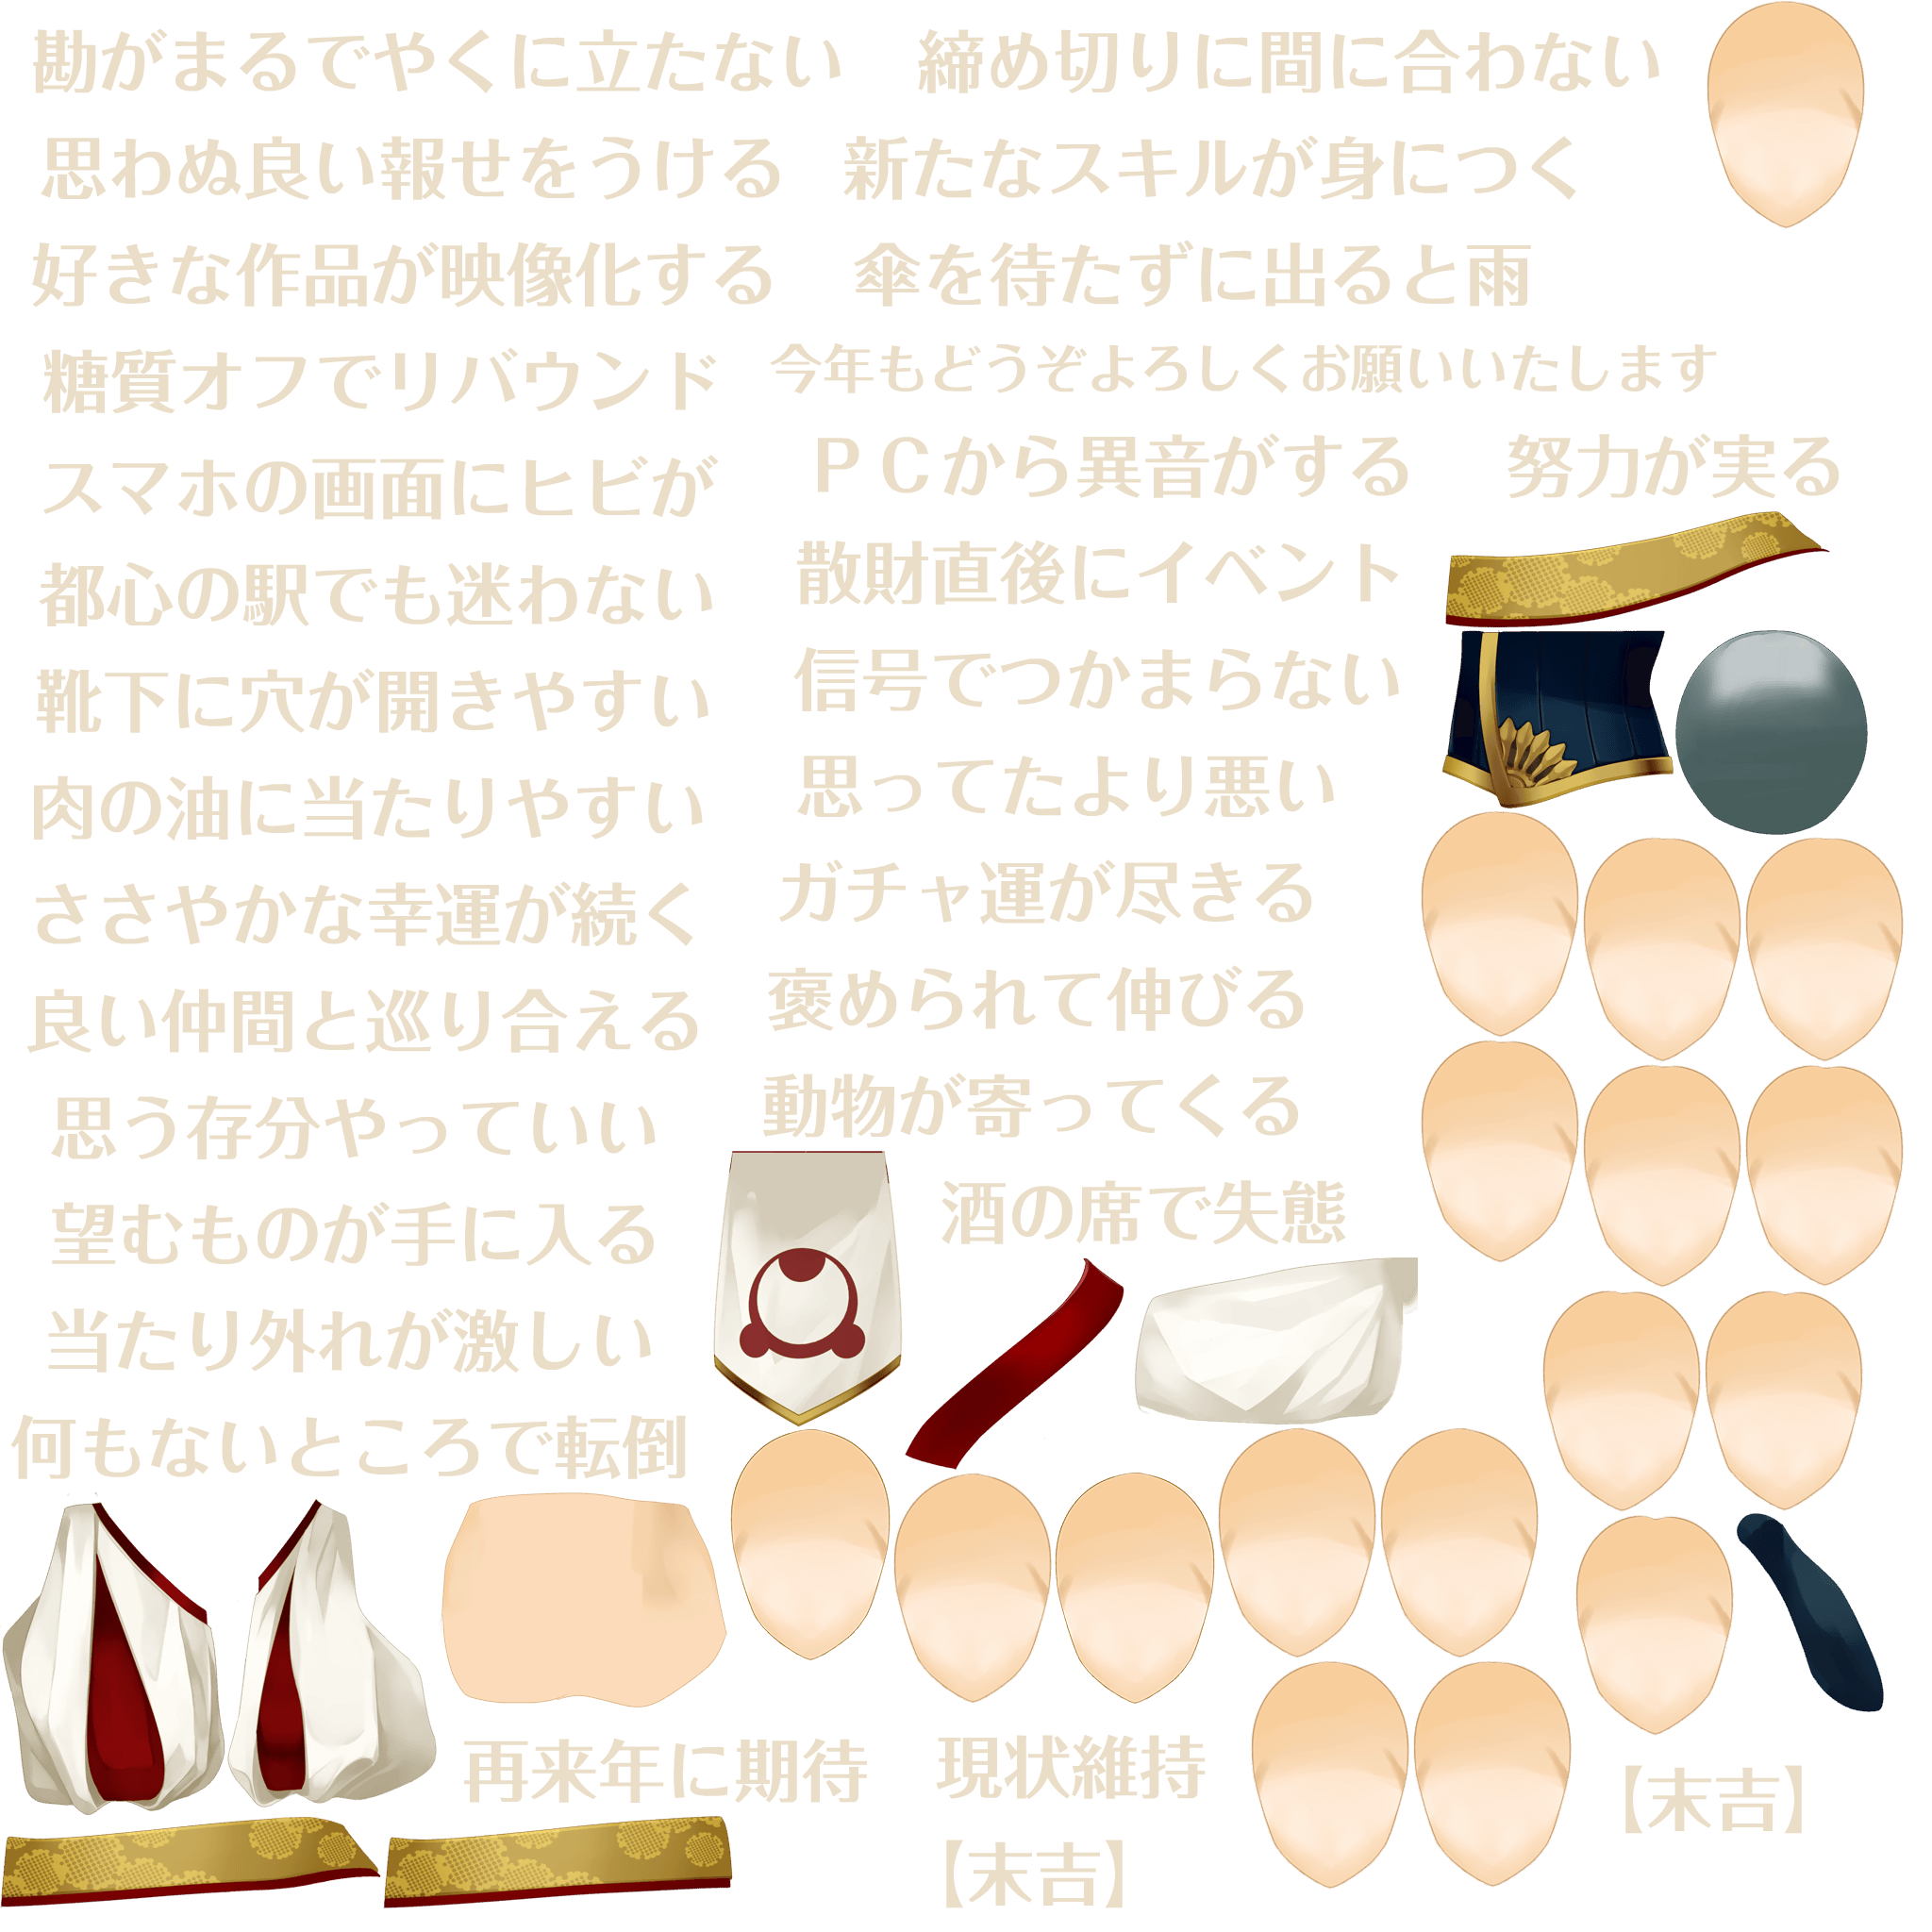 勘がまるでやくに立たない
締め切りに間に合わない
思わぬ良い報せをうける
新たなスキルが身につく
好きな作品が映像化する
傘を待たずに出ると雨
糖質オフでリバウンド
今年もどうぞよろしくお願いいたします
スマホの画面にヒビが
ＰＣから異音がする
努力が実る
都心の駅でも迷わない
散財直後にイベント
靴下に穴が開きやすい
信号でつかまらない
肉の油に当たりやすい
思ってたより悪い
ささやかな幸運が続く
ガチャ運が尽きる
良い仲間と巡り合える
褒められて伸びる
思う存分やっていい
動物が寄ってくる
望むものが手に入る
酒の席で失態
当たり外れが激しい
何もないところで転倒
再来年に期待
現状維持
【末吉】
【末吉】